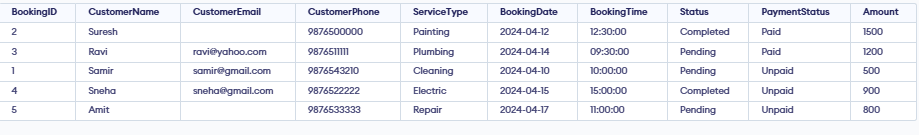 BookingID CustomerName CustomerEmail CustomerPhone ServiceType BookingDate BookingTime Status PaymentStatus Amount
2 Suresh 9876500000 Painting 2024-04-12 12:30:00 Completed Paid 1500
3 Ravi ravi@yahoo.com 9876511111 Plumbing 2024-04-14 09:30:00 Pending Paid 1200
1 Samir samir@gmail.com 9876543210 Cleaning 2024-04-10 10:00:00 Pending Unpaid 500
4 Sneha sneha@gmail.com 9876522222 Electric 2024-04-15 15:00:00 Completed Unpaid 900
5 Amit 9876533333 Repair 2024-04-17 11:00:00 Pending Unpaid 800